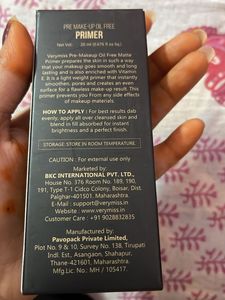 PRE MAKE-UP OIL FREE
PRIMER
Net Vol. 20 ml (0.676 fl oz liq.)
Verymiss Pre-Makeup Oil Free Matte
Primer prepares the skin in such a way
that your makeup goes smooth and long
lasting and is also enriched with Vitamin
E. It is a light weight primer that instantly
smoothen, pores and creates an even
surface for a flawless make-up result. This
primer prevents you From any side effects
of makeup materials.
HOW TO APPLY : For best results dab
evenly, apply all over cleansed skin and
blend in fill absorbed for instant
brightness and a perfect finish.
STORAGE: STORE IN ROOM TEMPERATURE.
CAUTION : For external use only
Marketed by:
BKC INTERNATIONAL PVT. LTD.,
House No. 376 Room No. 189, 190,
191, Type T-1 Cidco Colony, Boisar, Dist.
Palghar-401501. Maharashtra.
E-Mail : support@verymiss.in
Website : www.verymiss.in
Customer Care : +91 9028832835
Manufactured by:
Pavopack Private Limited,
Plot No. 9 & 10, Survey No. 138, Tirupati
Indl. Est., Asangaon, Shahapur,
Thane-421601, Maharashtra.
Mfg.Lic. No.: MH / 105417